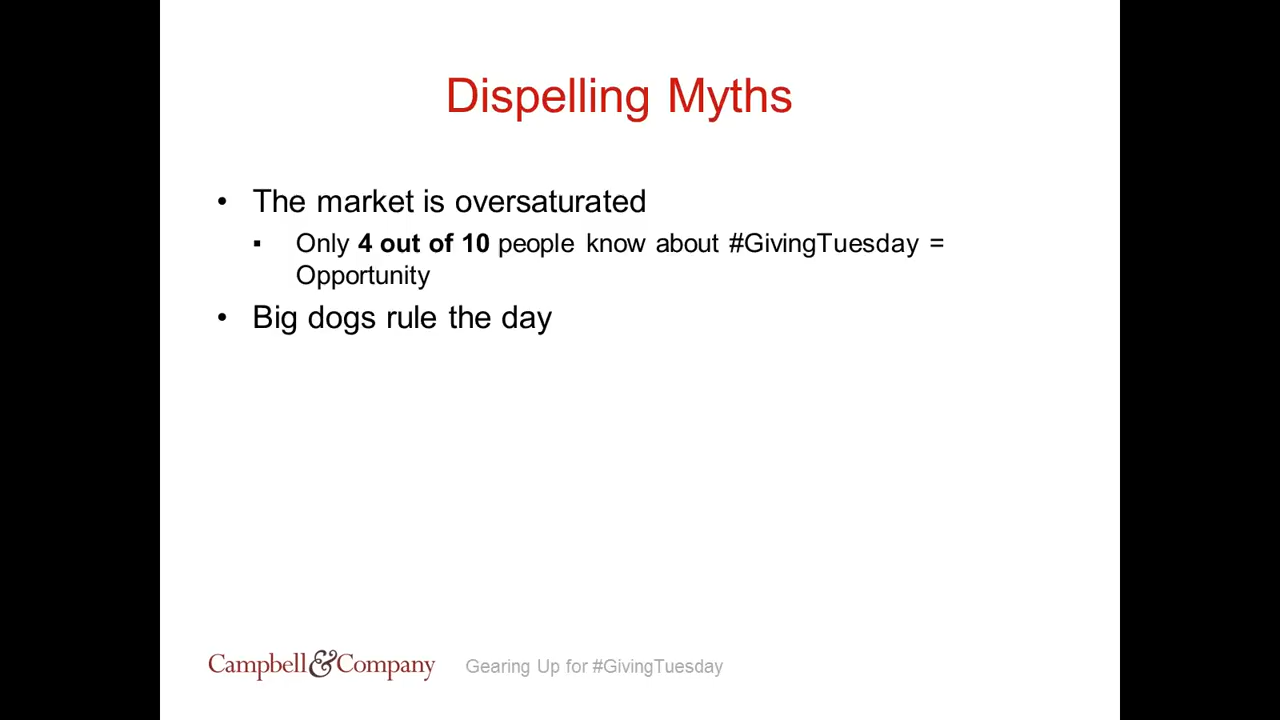 Dispelling Myths
• The market is oversaturated
▪ Only 4 out of 10 people know about #GivingTuesday =
Opportunity
• Big dogs rule the day
Campbell&Company Gearing Up for #GivingTuesday